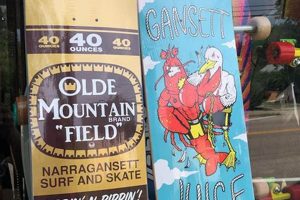 40 40 40
OUNCES
OLDE
MOUNTAIN
BRAND
"FIELD"
NARRAGANSETT
SURF AND SKATE
GANSETT
JUICE